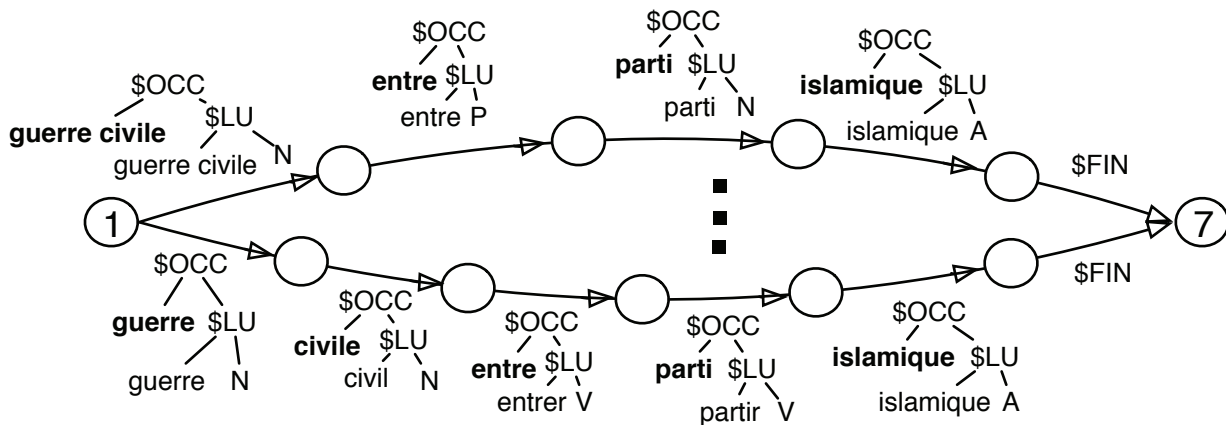 $OCC
guerre civile
$LU
guerre civile N
$OCC
entre
$LU
entre P
$OCC
parti
$LU
parti N
$OCC
islamique
$LU
islamique A
$FIN
1
7
$OCC
guerre
$LU
guerre N
$OCC
civile
$LU
civil N
$OCC
entre
$LU
entrer V
$OCC
parti
$LU
partir V
$OCC
islamique
$LU
islamique A
$FIN